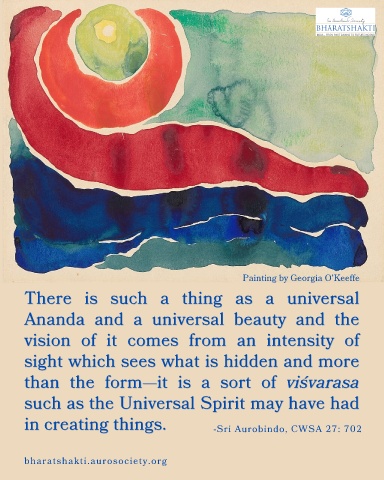 Sri Aurobindo Society
BHARATSHAKTI
Painting by Georgia O'Keeffe
There is such a thing as a universal
Ananda and a universal beauty and the
vision of it comes from an intensity of
sight which sees what is hidden and more
than the form—it is a sort of viśvarasa
such as the Universal Spirit may have had
in creating things.
-Sri Aurobindo, CWSA 27: 702
bharatshakti.aurosociety.org